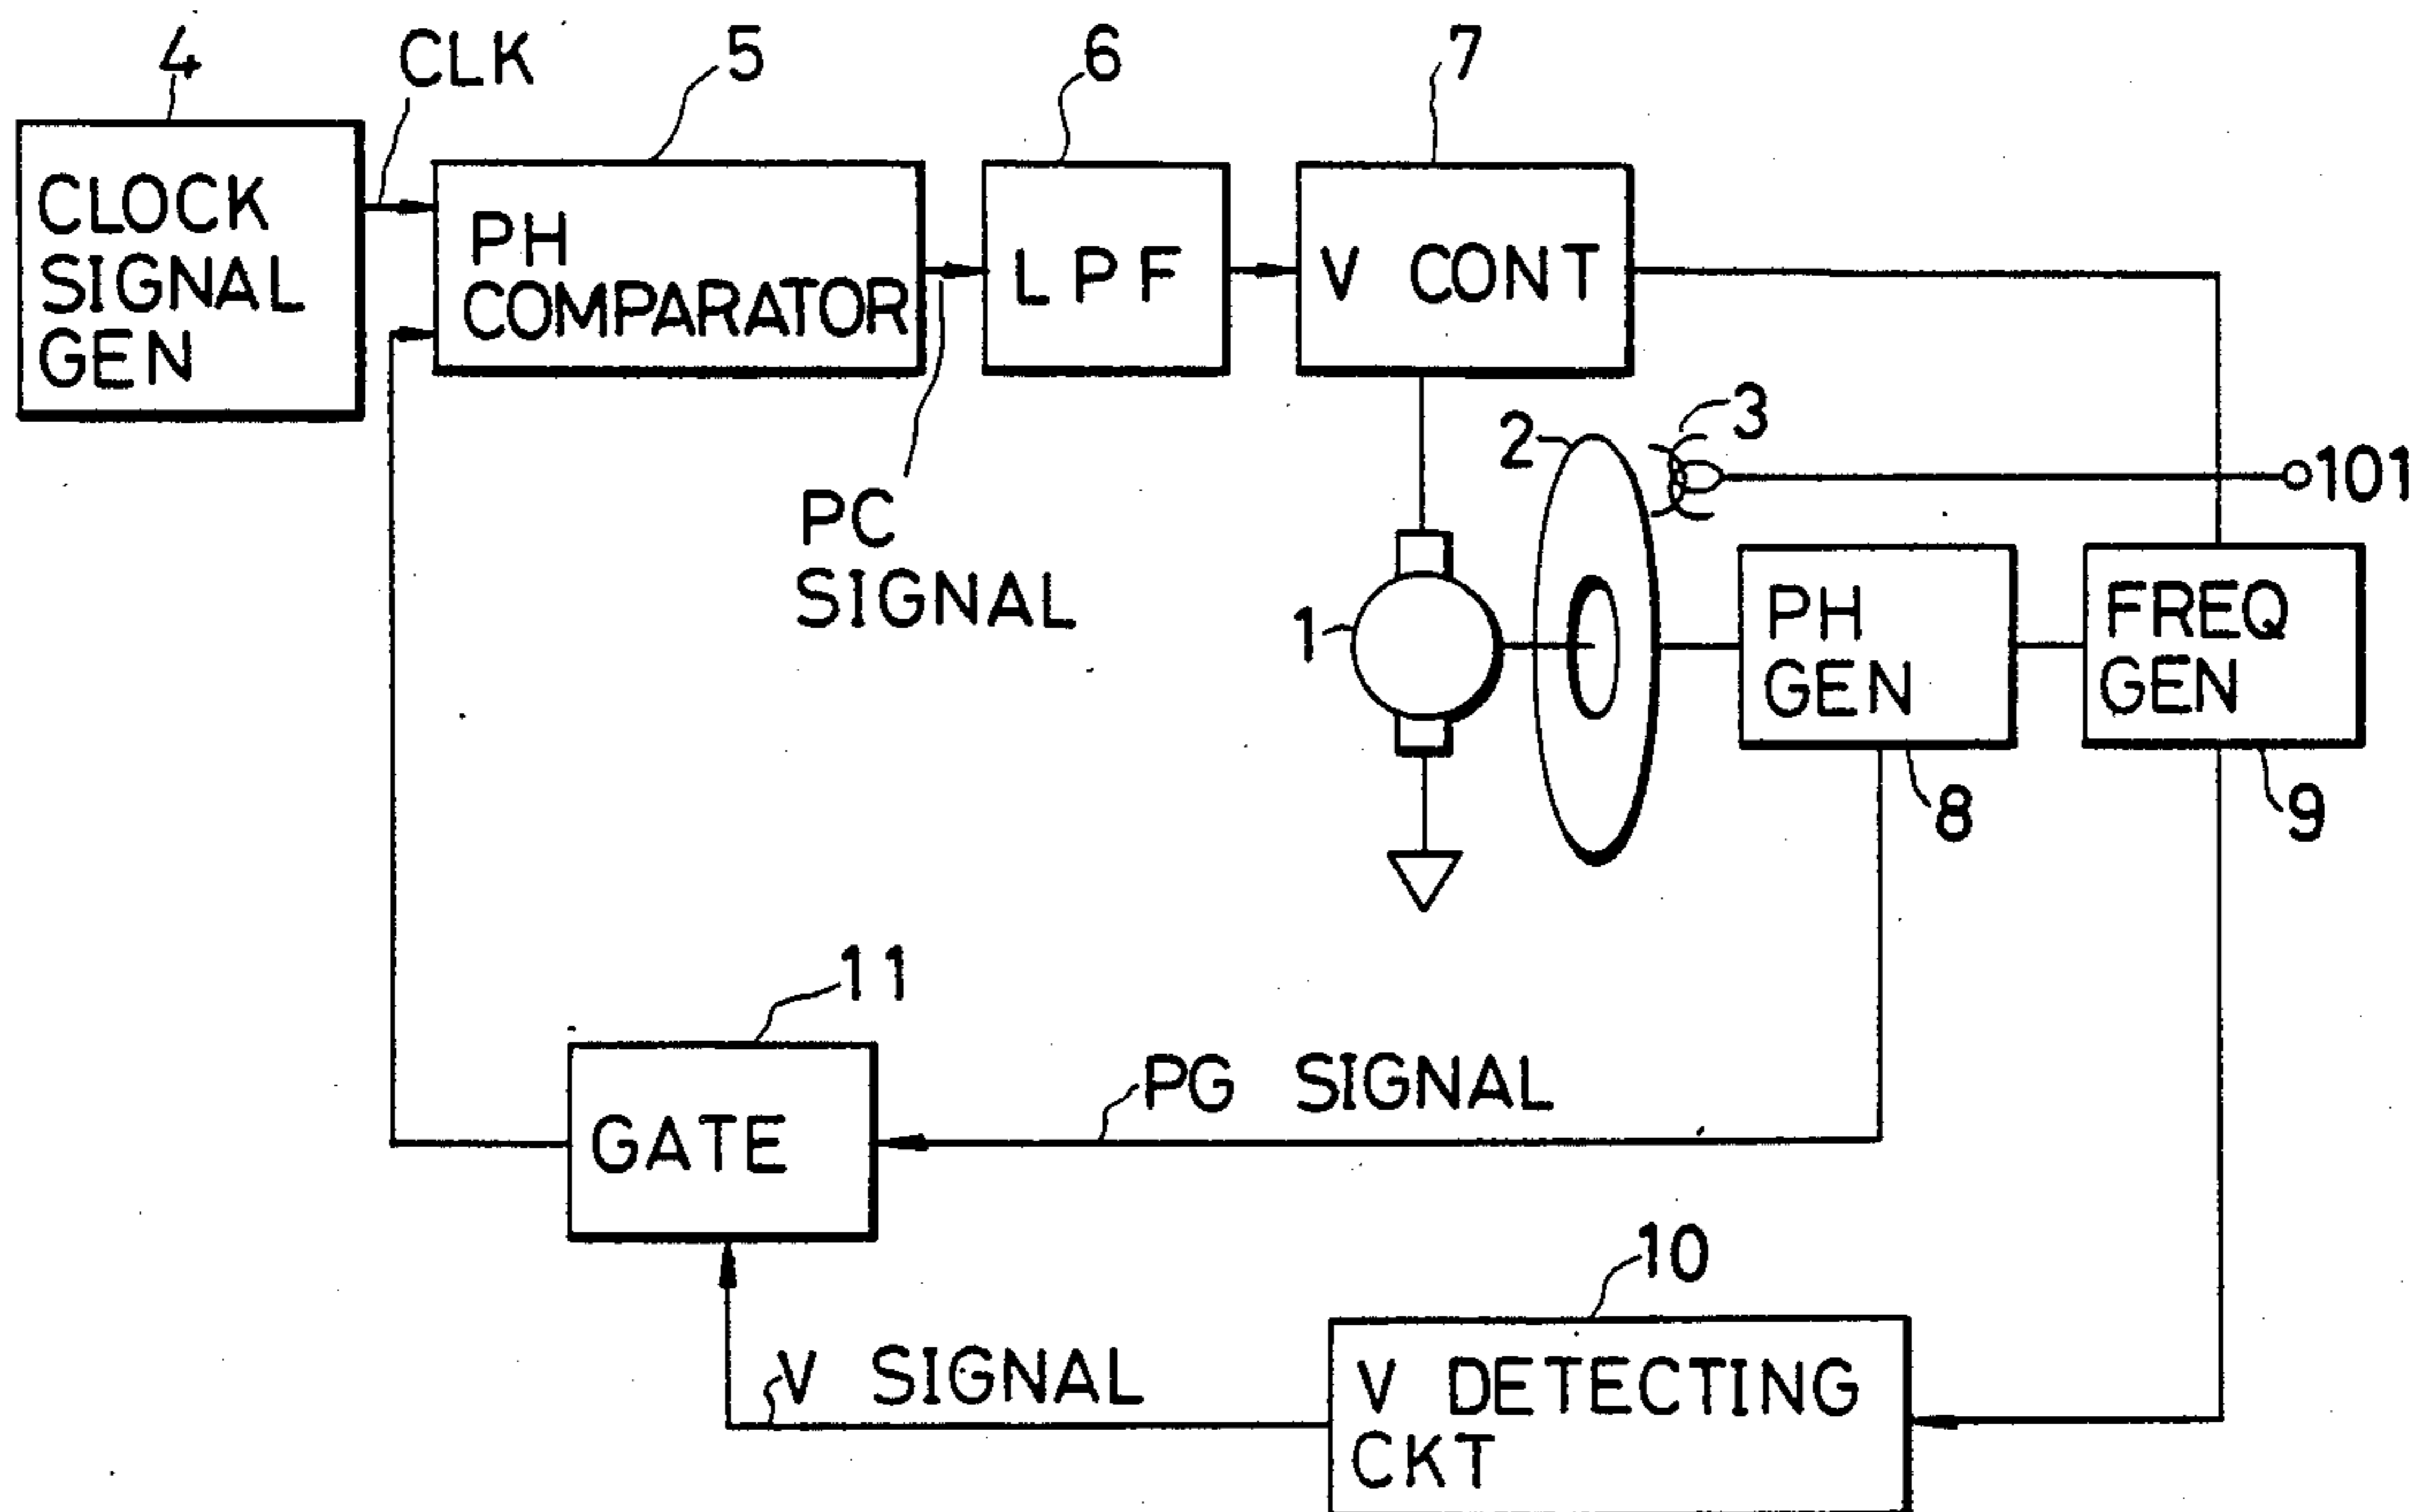 4
CLK
5
6
7
CLOCK
SIGNAL
GEN
PH
COMPARATOR
LPF
V CONT
2
3
101
PC
SIGNAL
1
PH
GEN
FREQ
GEN
8
9
11
GATE
PG SIGNAL
10
V SIGNAL
V DETECTING
CKT